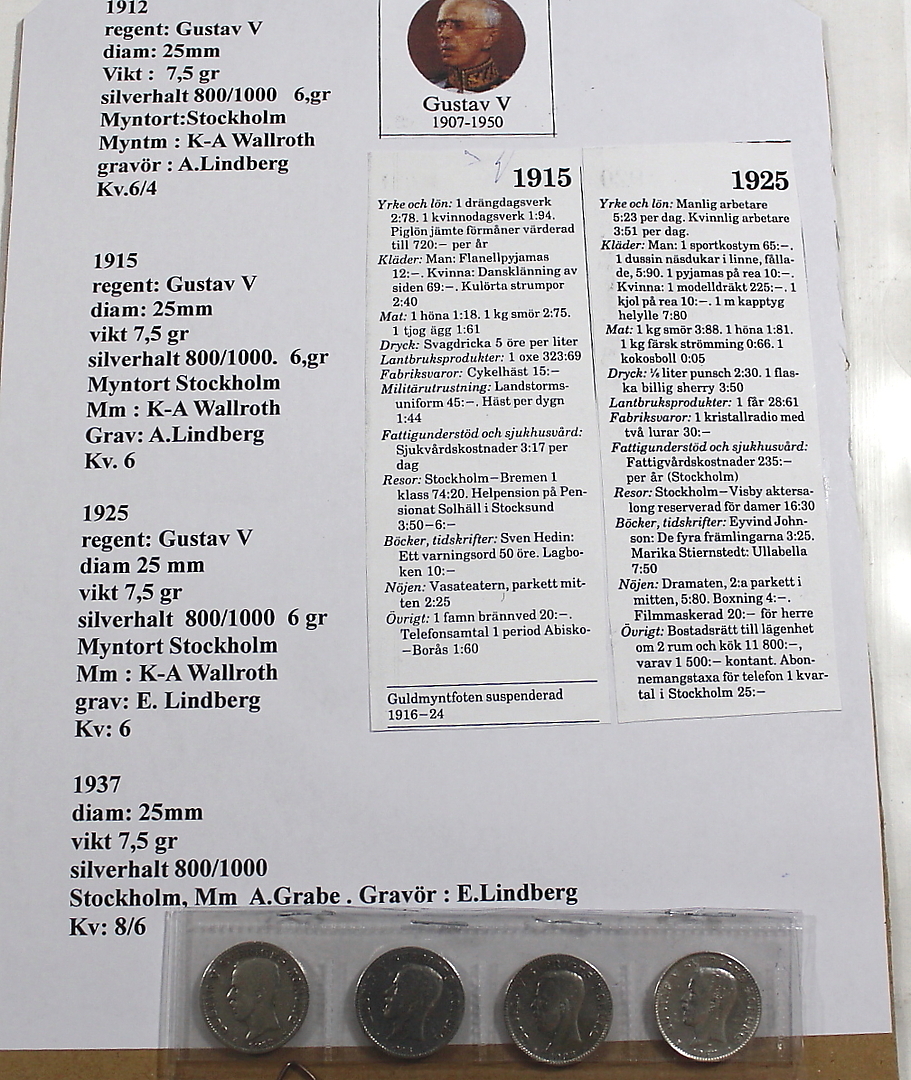 1912
regent: Gustav V
diam: 25mm
Vikt : 7,5 gr
silverhalt 800/1000 6,gr
Myntort:Stockholm
Myntm : K-A Wallroth
gravör : A.Lindberg
Kv.6/4
1915
regent: Gustav V
diam: 25mm
vikt 7,5 gr
silverhalt 800/1000. 6,gr
Myntort Stockholm
Mm : K-A Wallroth
Grav: A.Lindberg
Kv. 6
1925
regent: Gustav V
diam 25 mm
vikt 7,5 gr
silverhalt 800/1000 6 gr
Myntort Stockholm
Mm : K-A Wallroth
grav: E. Lindberg
Kv: 6
1937
diam: 25mm
vikt 7,5 gr
silverhalt 800/1000
Stockholm, Mm A.Grabe . Gravör : E.Lindberg
Kv: 8/6
Gustav V
1907-1950
1915
Yrke och lön: 1 drängdagsverk
2:78. 1 kvinnodagsverk 1:94.
Piglön jämte förmåner värderad
till 720:– per år
Kläder: Man: Flanellpyjamas
12:–. Kvinna: Dansklänning av
siden 69:–. Kulörta strumpor
2:40
Mat: 1 höna 1:18. 1 kg smör 2:75.
1 tjog ägg 1:61
Dryck: Svagdricka 5 öre per liter
Lantbruksprodukter: 1 oxe 323:69
Fabriksvaror: Cykelhäst 15:–
Militärutrustning: Landstorms-
uniform 45:–. Häst per dygn
1:44
Fattigunderstöd och sjukhusvård:
Sjukvårdskostnader 3:17 per
dag
Resor: Stockholm–Bremen 1
klass 74:20. Helpension på Pen-
sionat Solhäll i Stocksund
3:50–6:–
Böcker, tidskrifter: Sven Hedin:
Ett varningsord 50 öre. Lagbo-
ken 10:–
Nöjen: Vasateatern, parkett mit-
ten 2:25
Övrigt: 1 famn brännved 20:–.
Telefonsamtal 1 period Abisko-
–Borås 1:60
Guldmyntfoten suspenderad
1916–24
1925
Yrke och lön: Manlig arbetare
5:23 per dag. Kvinnlig arbetare
3:51 per dag.
Kläder: Man: 1 sportkostym 65:–.
1 dussin näsdukar i linne, fålla-
de, 5:90. 1 pyjamas på rea 10:–.
Kvinna: 1 modelldräkt 225:–. 1
kjol på rea 10:–. 1 m kapptyg
helylle 7:80
Mat: 1 kg smör 3:88. 1 höna 1:81.
1 kg färsk strömming 0:66. 1
kokosboll 0:05
Dryck: ¼ liter punsch 2:30. 1 flas-
ka billig sherry 3:50
Lantbruksprodukter: 1 får 28:61
Fabriksvaror: 1 kristallradio med
två lurar 30:–
Fattigunderstöd och sjukhusvård:
Fattigvårdskostnader 235:–
per år (Stockholm)
Resor: Stockholm–Visby aktersa-
long reserverad för damer 16:30
Böcker, tidskrifter: Eyvind John-
son: De fyra främlingarna 3:25.
Marika Stiernstedt: Ullabella
7:50
Nöjen: Dramaten, 2:a parkett i
mitten, 5:80. Boxning 4:–.
Filmmaskerad 20:– för herre
Övrigt: Bostadsrätt till lägenhet
om 2 rum och kök 11 800:–,
varav 1 500:– kontant. Abon-
nemangstaxa för telefon 1 kvar-
tal i Stockholm 25:–